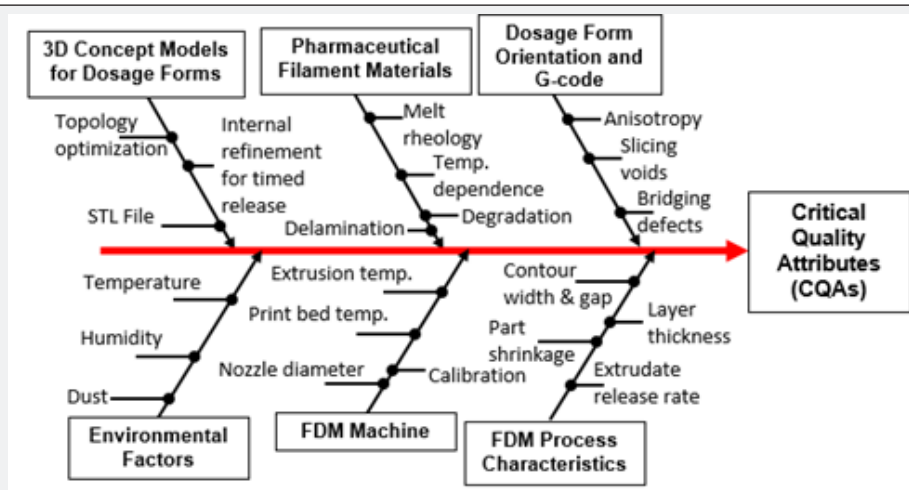 3D Concept Models
for Dosage Forms
Pharmaceutical
Filament Materials
Dosage Form
Orientation and
G-code
Topology
optimization
Internal
refinement
for timed
release
STL File
Melt
rheology
Temp.
dependence
Degradation
Delamination
Anisotropy
Slicing
voids
Bridging
defects
Critical
Quality
Attributes
(CQAs)
Temperature
Humidity
Dust
Environmental
Factors
Extrusion temp.
Print bed temp.
Nozzle diameter
Calibration
FDM Machine
Contour
width & gap
Layer
thickness
Part
shrinkage
Extrudate
release rate
FDM Process
Characteristics